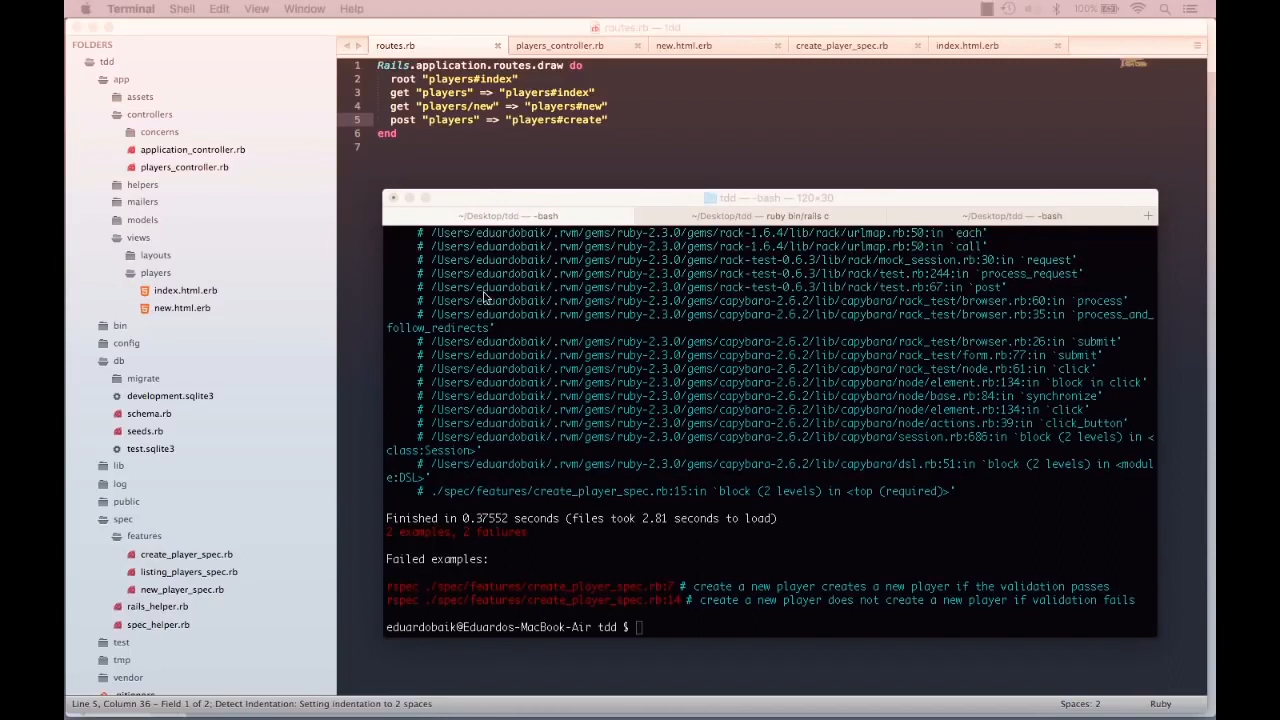 Terminal Shell Edit View Window Help 100%
routes.rb — tdd
FOLDERS
tdd
app
assets
controllers
concerns
application_controller.rb
players_controller.rb
helpers
mailers
models
views
layouts
players
index.html.erb
new.html.erb
bin
config
db
migrate
development.sqlite3
schema.rb
seeds.rb
test.sqlite3
lib
log
public
spec
features
create_player_spec.rb
listing_players_spec.rb
new_player_spec.rb
rails_helper.rb
spec_helper.rb
test
tmp
vendor
.gitignore
routes.rb players_controller.rb new.html.erb create_player_spec.rb index.html.erb
1 Rails.application.routes.draw do
2 root "players#index"
3 get "players" => "players#index"
4 get "players/new" => "players#new"
5 post "players" => "players#create"
6 end
7
tdd — -bash — 120×30
~/Desktop/tdd — -bash ~/Desktop/tdd — ruby bin/rails c ~/Desktop/tdd — -bash
# /Users/eduardobaik/.rvm/gems/ruby-2.3.0/gems/rack-1.6.4/lib/rack/urlmap.rb:50:in `each'
# /Users/eduardobaik/.rvm/gems/ruby-2.3.0/gems/rack-1.6.4/lib/rack/urlmap.rb:50:in `call'
# /Users/eduardobaik/.rvm/gems/ruby-2.3.0/gems/rack-test-0.6.3/lib/rack/mock_session.rb:30:in `request'
# /Users/eduardobaik/.rvm/gems/ruby-2.3.0/gems/rack-test-0.6.3/lib/rack/test.rb:244:in `process_request'
# /Users/eduardobaik/.rvm/gems/ruby-2.3.0/gems/rack-test-0.6.3/lib/rack/test.rb:67:in `post'
# /Users/eduardobaik/.rvm/gems/ruby-2.3.0/gems/capybara-2.6.2/lib/capybara/rack_test/browser.rb:60:in `process'
# /Users/eduardobaik/.rvm/gems/ruby-2.3.0/gems/capybara-2.6.2/lib/capybara/rack_test/browser.rb:35:in `process_and_
follow_redirects'
# /Users/eduardobaik/.rvm/gems/ruby-2.3.0/gems/capybara-2.6.2/lib/capybara/rack_test/browser.rb:26:in `submit'
# /Users/eduardobaik/.rvm/gems/ruby-2.3.0/gems/capybara-2.6.2/lib/capybara/rack_test/form.rb:77:in `submit'
# /Users/eduardobaik/.rvm/gems/ruby-2.3.0/gems/capybara-2.6.2/lib/capybara/rack_test/node.rb:61:in `click'
# /Users/eduardobaik/.rvm/gems/ruby-2.3.0/gems/capybara-2.6.2/lib/capybara/node/element.rb:134:in `block in click'
# /Users/eduardobaik/.rvm/gems/ruby-2.3.0/gems/capybara-2.6.2/lib/capybara/node/base.rb:84:in `synchronize'
# /Users/eduardobaik/.rvm/gems/ruby-2.3.0/gems/capybara-2.6.2/lib/capybara/node/element.rb:134:in `click'
# /Users/eduardobaik/.rvm/gems/ruby-2.3.0/gems/capybara-2.6.2/lib/capybara/node/actions.rb:39:in `click_button'
# /Users/eduardobaik/.rvm/gems/ruby-2.3.0/gems/capybara-2.6.2/lib/capybara/session.rb:686:in `block (2 levels) in <
class:Session>'
# /Users/eduardobaik/.rvm/gems/ruby-2.3.0/gems/capybara-2.6.2/lib/capybara/dsl.rb:51:in `block (2 levels) in <modul
e:DSL>'
# ./spec/features/create_player_spec.rb:15:in `block (2 levels) in <top (required)>'
Finished in 0.37552 seconds (files took 2.81 seconds to load)
2 examples, 2 failures
Failed examples:
rspec ./spec/features/create_player_spec.rb:7 # create a new player creates a new player if the validation passes
rspec ./spec/features/create_player_spec.rb:14 # create a new player does not create a new player if validation fails
eduardobaik@Eduardos-MacBook-Air tdd $
Line 5, Column 36 - Field 1 of 2; Detect Indentation: Setting indentation to 2 spaces Spaces: 2 Ruby